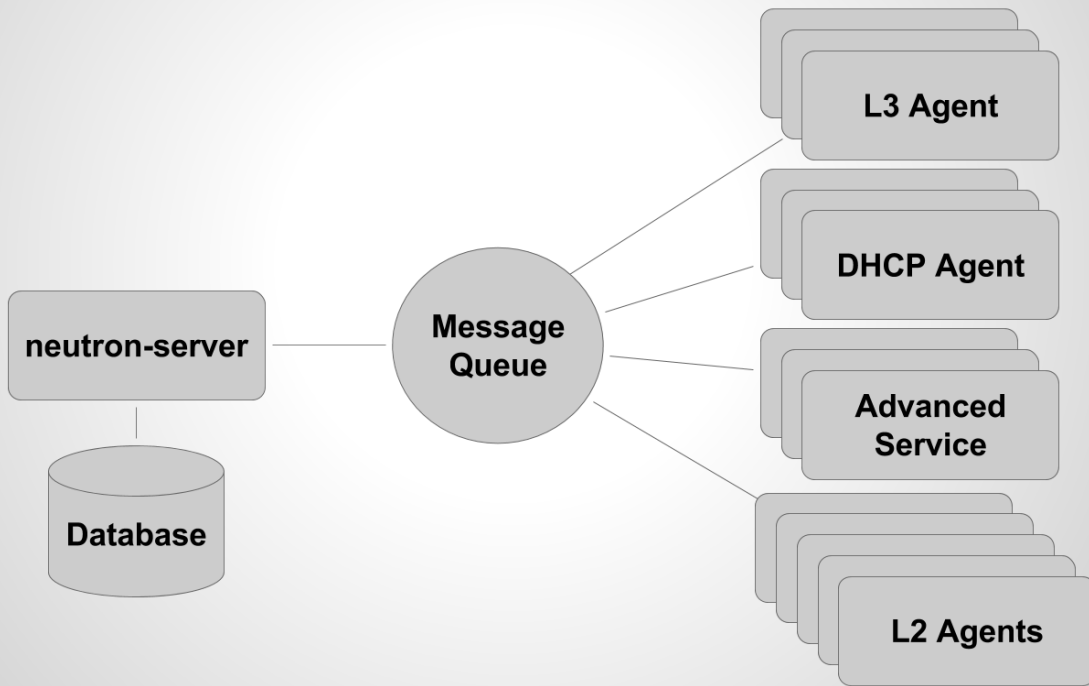 L3 Agent
DHCP Agent
Message
Queue
neutron-server
Advanced
Service
Database
L2 Agents